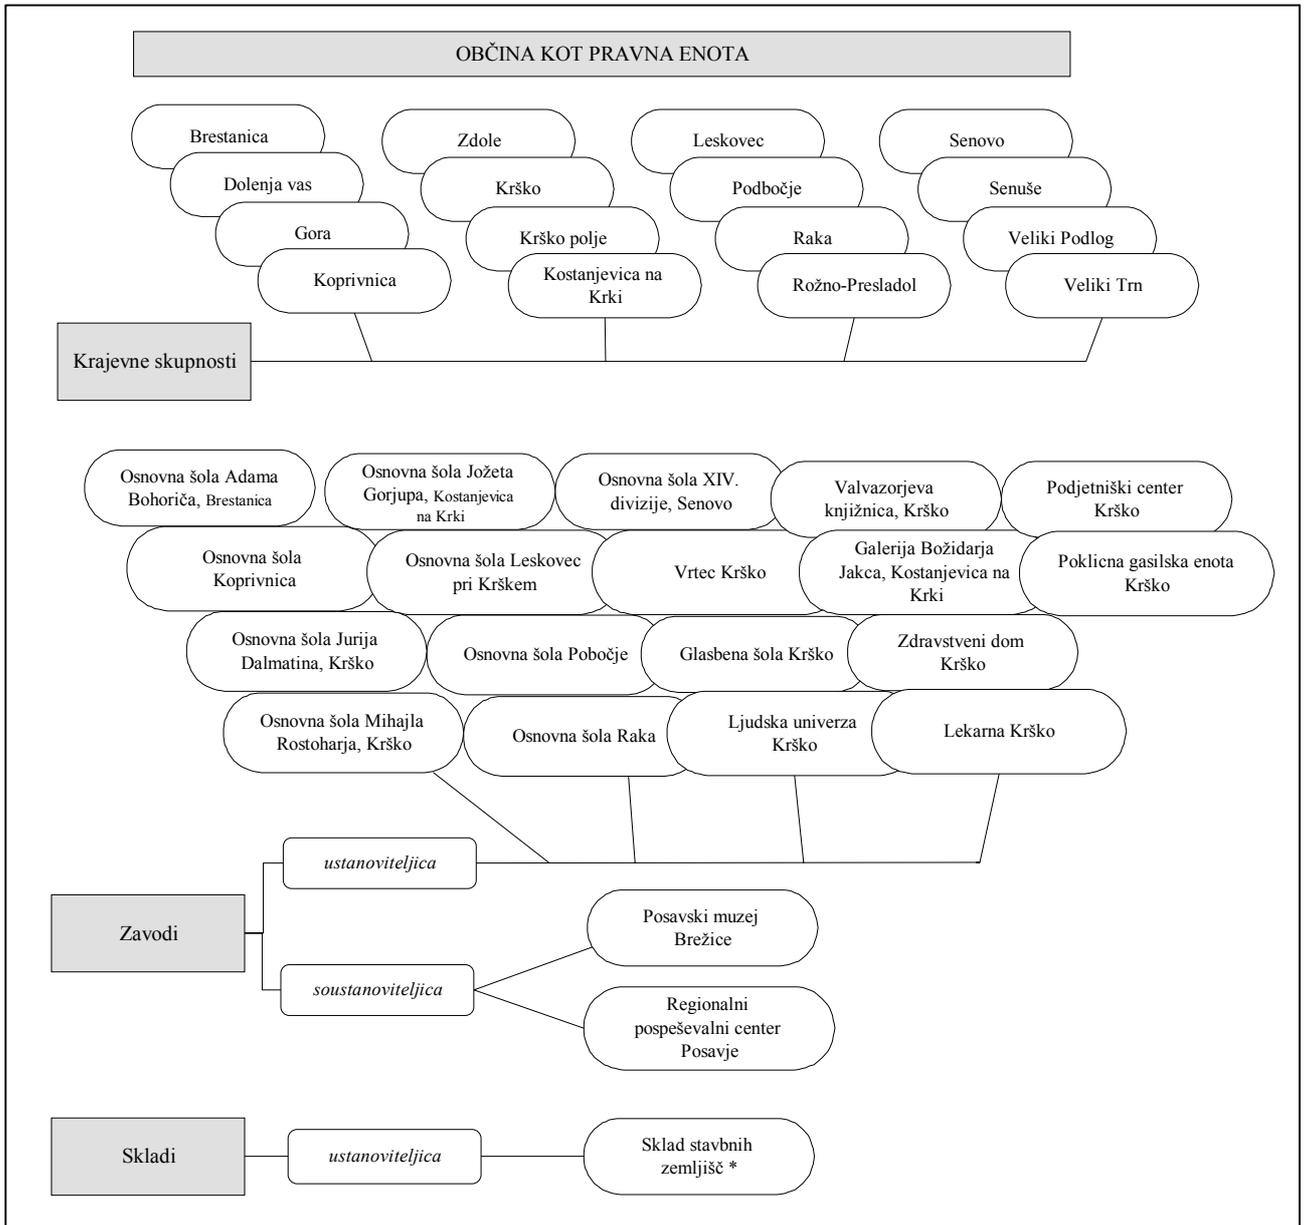 OBČINA KOT PRAVNA ENOTA
Brestanica
Dolenja vas
Gora
Koprivnica
Zdole
Krško
Krško polje
Kostanjevica na
Krki
Leskovec
Podbočje
Raka
Rožno-Presladol
Senovo
Senuše
Veliki Podlog
Veliki Trn
Krajevne skupnosti
Osnovna šola Adama
Bohoriča, Brestanica
Osnovna šola
Koprivnica
Osnovna šola Jurija
Dalmatina, Krško
Osnovna šola Mihajla
Rostoharja, Krško
Osnovna šola Jožeta
Gorjupa, Kostanjevica
na Krki
Osnovna šola Leskovec
pri Krškem
Osnovna šola Pobočje
Osnovna šola Raka
Osnovna šola XIV.
divizije, Senovo
Vrtec Krško
Glasbena šola Krško
Ljudska univerza
Krško
Valvazorjeva
knjižnica, Krško
Galerija Božidarja
Jakca, Kostanjevica na
Krki
Zdravstveni dom
Krško
Lekarna Krško
Podjetniški center
Krško
Poklicna gasilska enota
Krško
Zavodi
ustanoviteljica
soustanoviteljica
Posavski muzej
Brežice
Regionalni
pospeševalni center
Posavje
Skladi
ustanoviteljica
Sklad stavbnih
zemljišč *